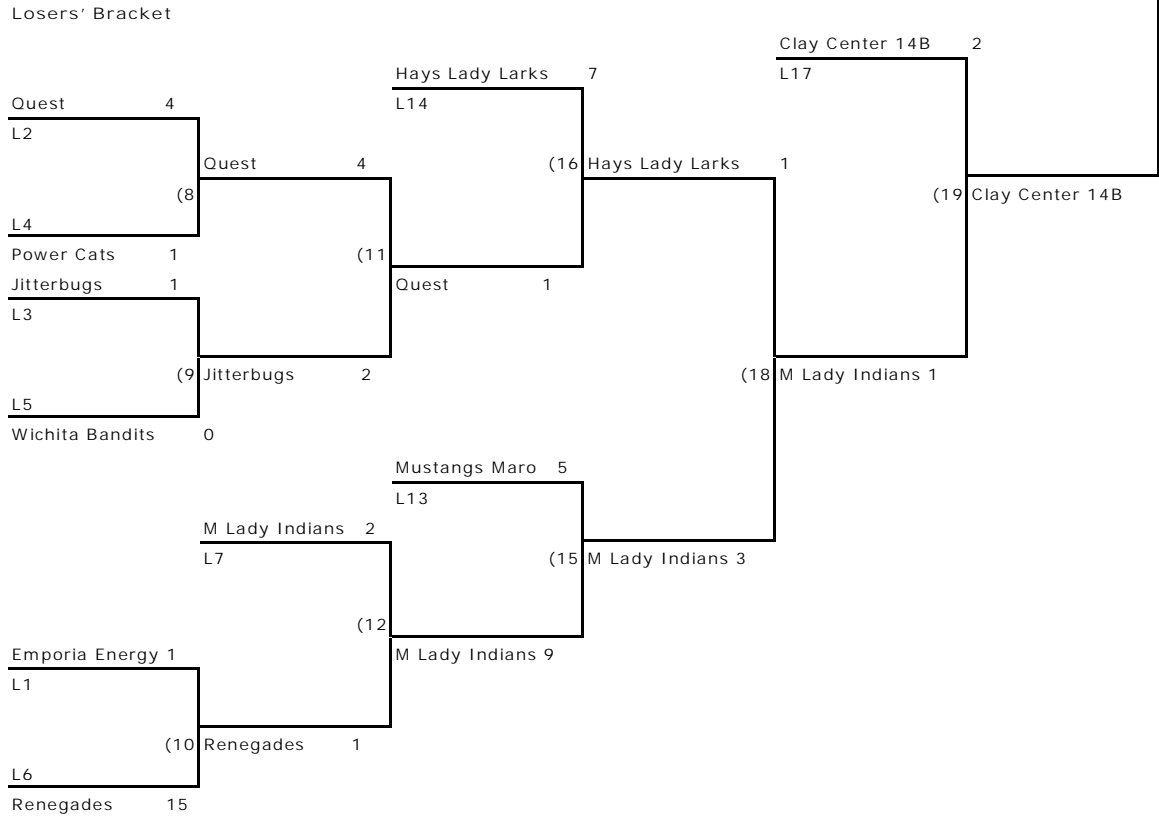 Losers' Bracket
Clay Center 14B 2
L17
Hays Lady Larks 7
L14
Quest 4
L2
Quest 4
(16 Hays Lady Larks 1
(8
(19 Clay Center 14B
L4
Power Cats 1
(11
Jitterbugs 1
Quest 1
L3
(9 Jitterbugs 2
(18 M Lady Indians 1
L5
Wichita Bandits 0
Mustangs Maro 5
L13
M Lady Indians 2
L7
(15 M Lady Indians 3
(12
Emporia Energy 1
M Lady Indians 9
L1
(10 Renegades 1
L6
Renegades 15